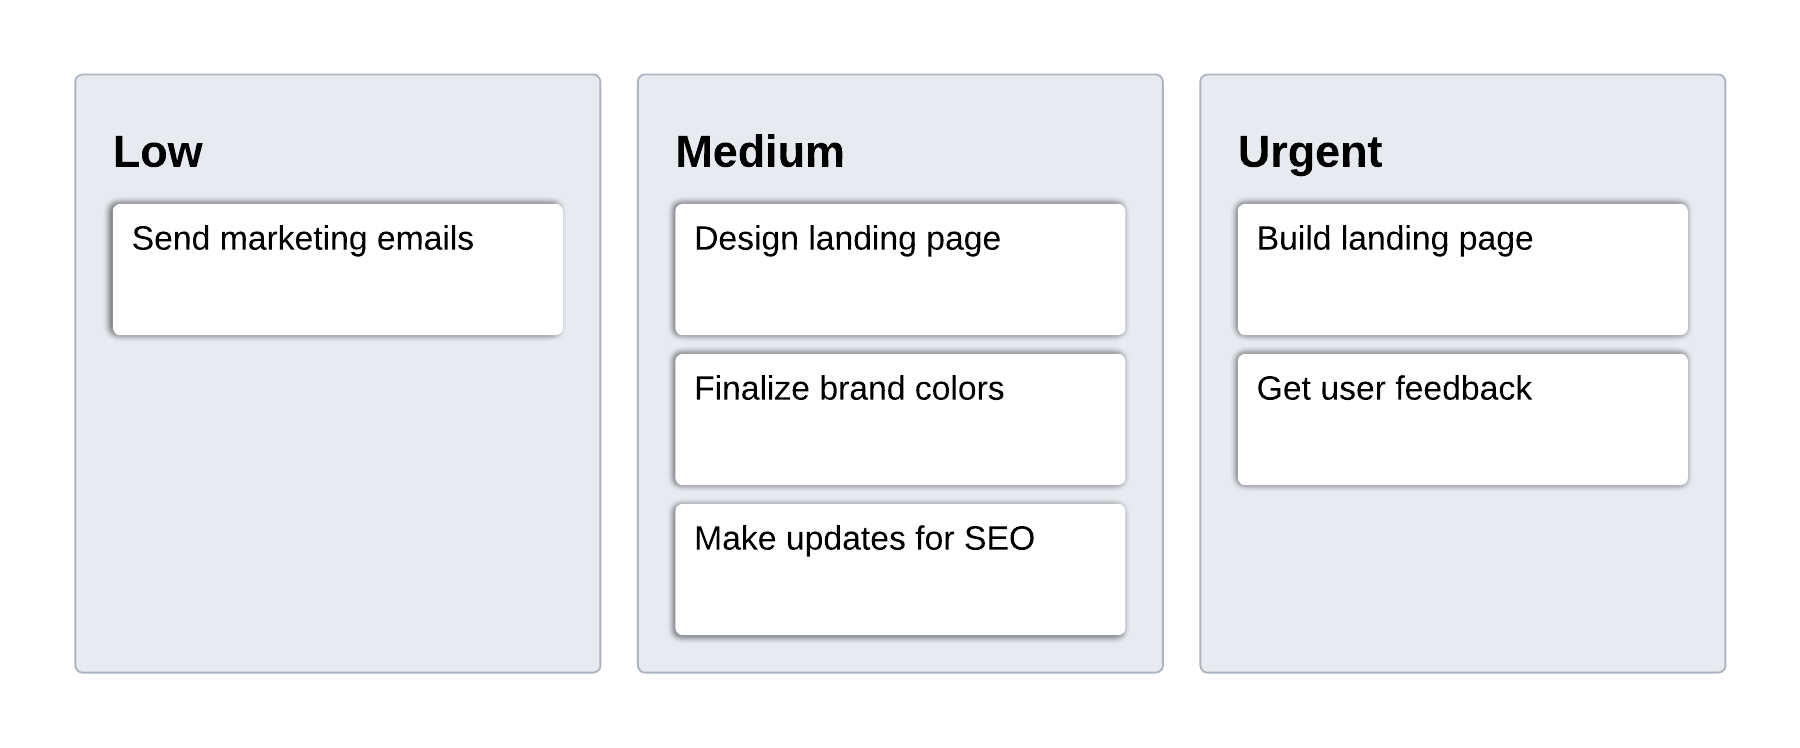 Low
Send marketing emails
Medium
Design landing page
Finalize brand colors
Make updates for SEO
Urgent
Build landing page
Get user feedback